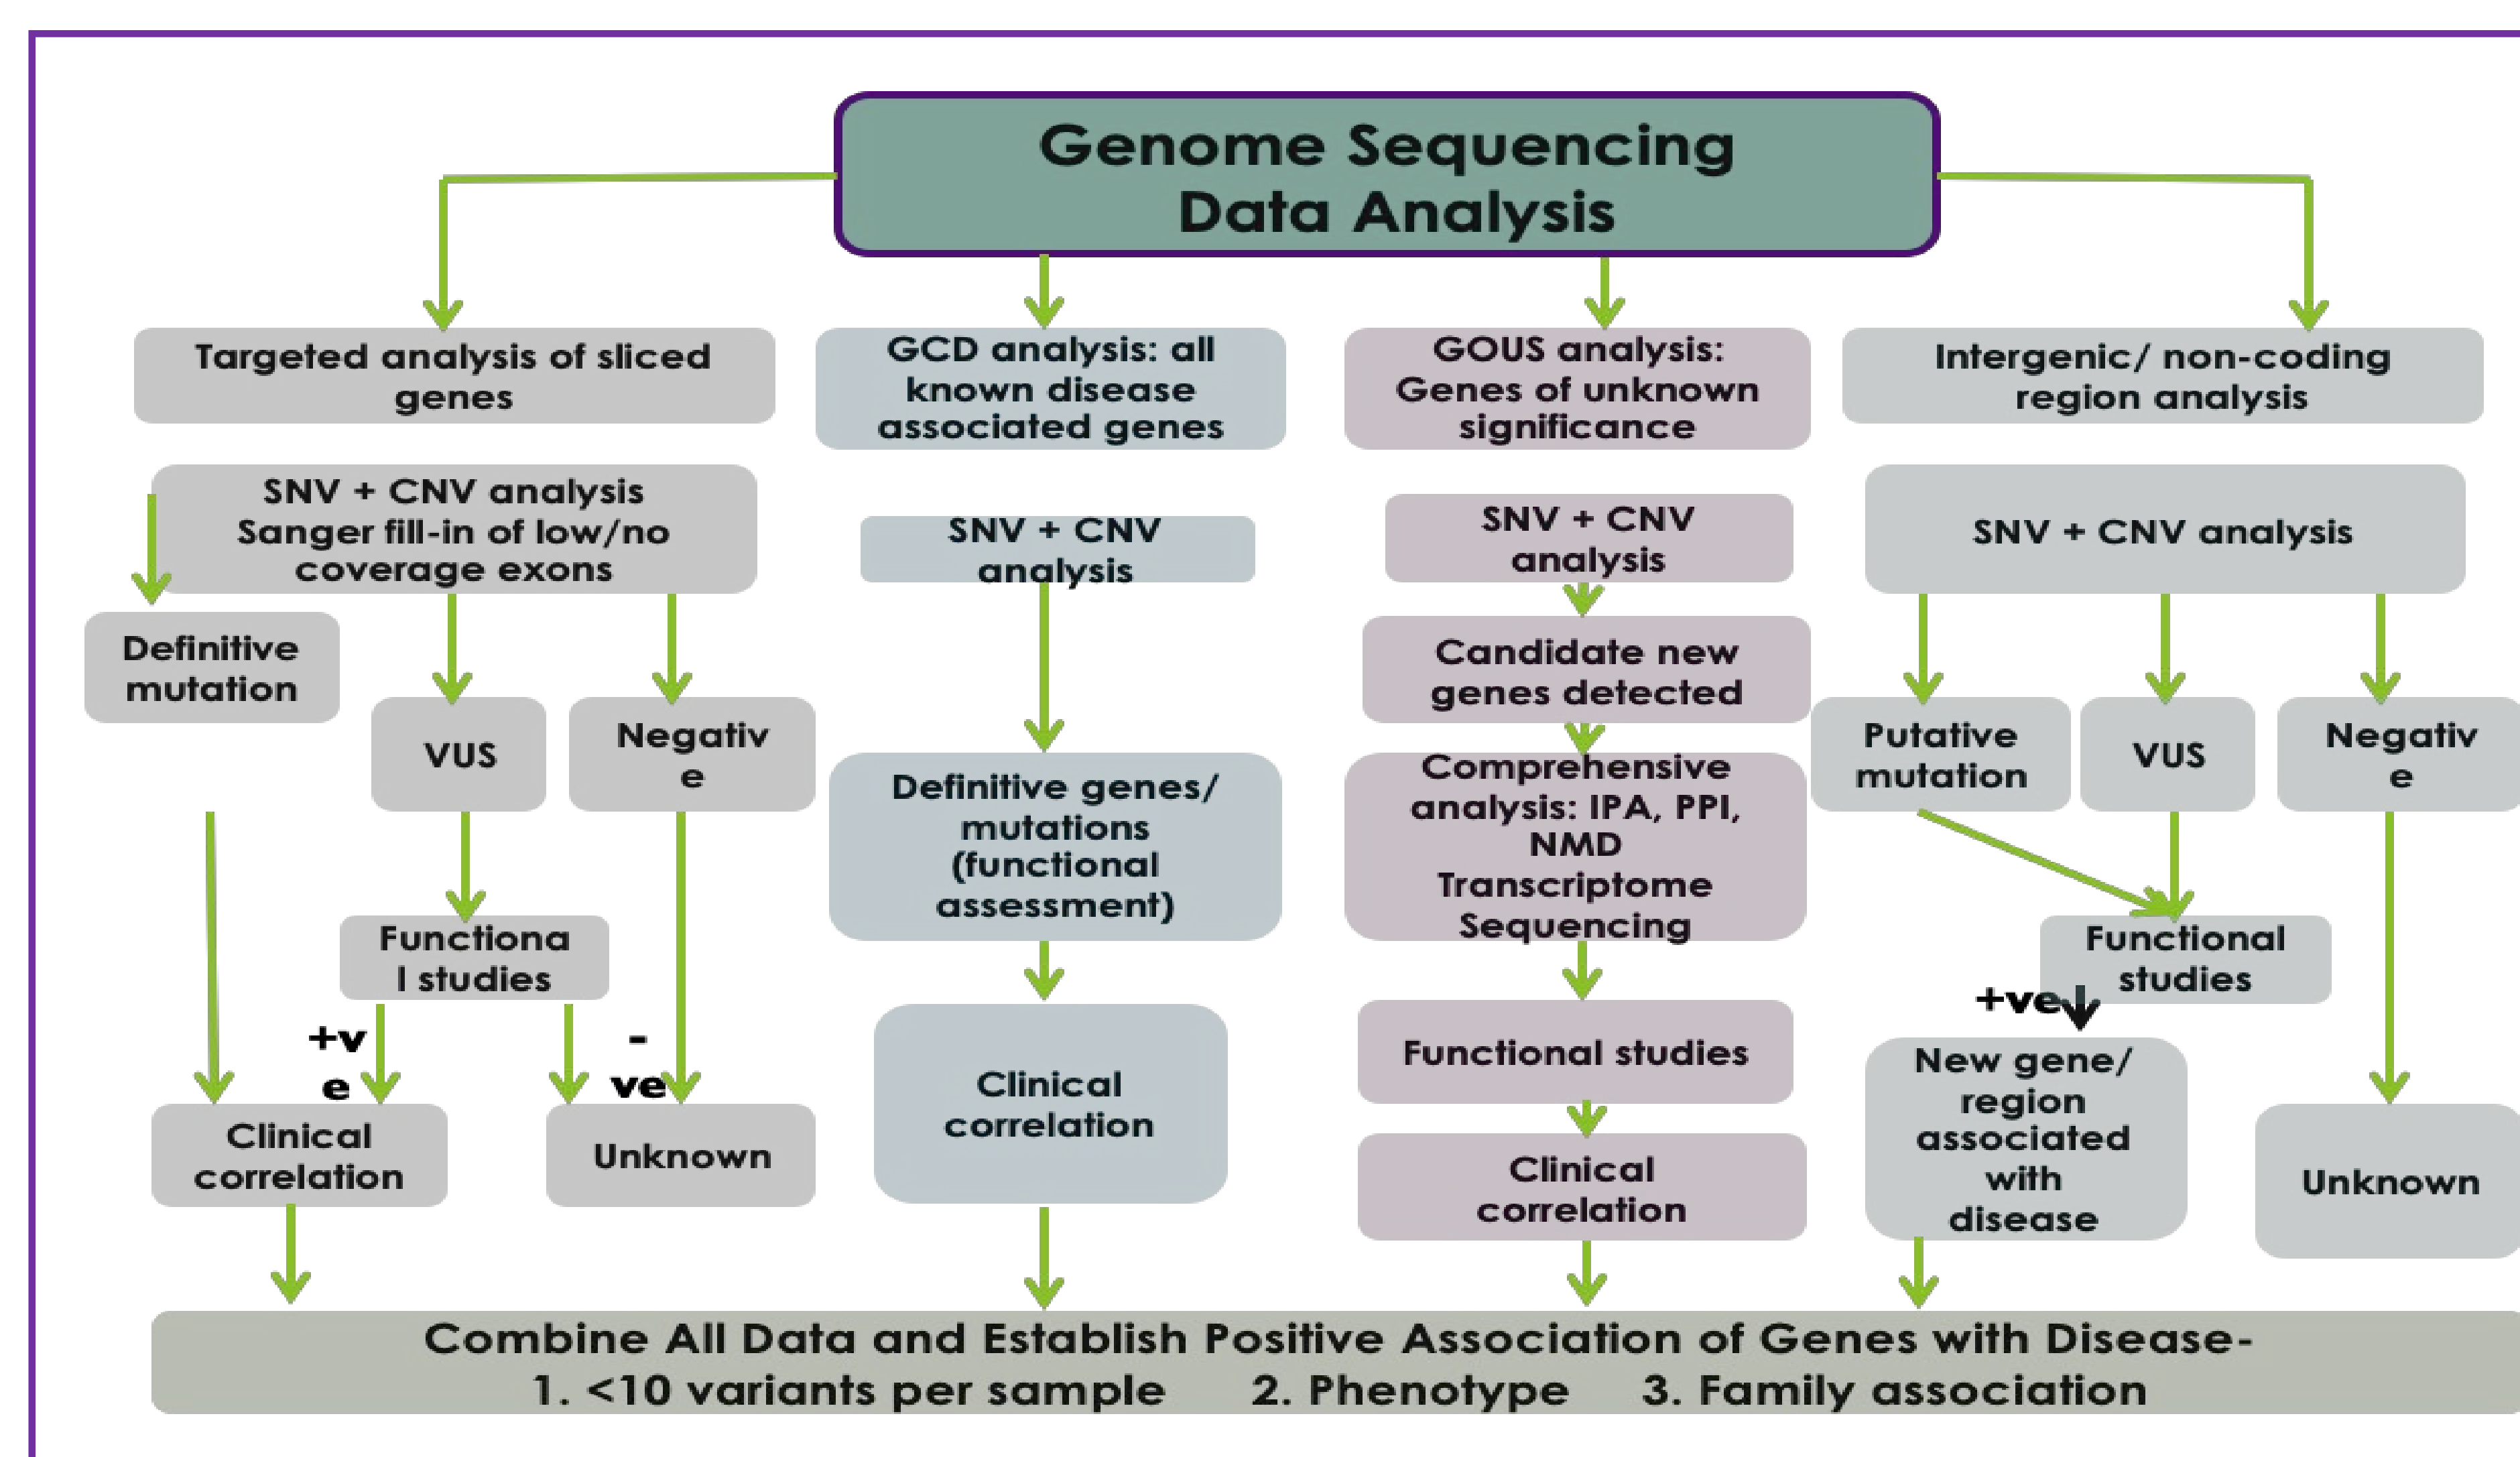 Genome Sequencing
Data Analysis
Targeted analysis of sliced
genes
GCD analysis: all
known disease
associated genes
GOUS analysis:
Genes of unknown
significance
Intergenic/ non-coding
region analysis
SNV + CNV analysis
Sanger fill-in of low/no
coverage exons
SNV + CNV
analysis
SNV + CNV
analysis
SNV + CNV analysis
Definitive
mutation
VUS
Negativ
e
Candidate new
genes detected
Putative
mutation
VUS
Negativ
e
Definitive genes/
mutations
(functional
assessment)
Comprehensive
analysis: IPA, PPI,
NMD
Transcriptome
Sequencing
Functiona
l studies
Functional
studies
+v
e
-
ve
+ve
Clinical
correlation
Unknown
Clinical
correlation
Functional studies
Clinical
correlation
New gene/
region
associated
with
disease
Unknown
Combine All Data and Establish Positive Association of Genes with Disease-
1. <10 variants per sample 2. Phenotype 3. Family association